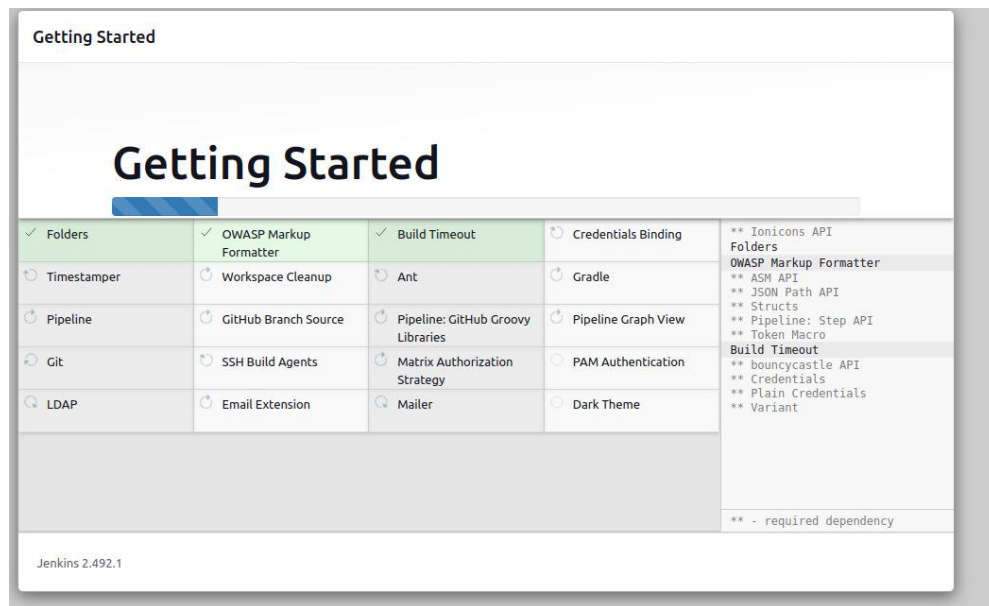 Getting Started
Getting Started
Folders
OWASP Markup
Formatter
Build Timeout
Credentials Binding
Timestamper
Workspace Cleanup
Ant
Gradle
Pipeline
GitHub Branch Source
Pipeline: GitHub Groovy
Libraries
Pipeline Graph View
Git
SSH Build Agents
Matrix Authorization
Strategy
PAM Authentication
LDAP
Email Extension
Mailer
Dark Theme
** Ionicons API
Folders
OWASP Markup Formatter
** ASM API
** JSON Path API
** Structs
** Pipeline: Step API
** Token Macro
Build Timeout
** bouncycastle API
** Credentials
** Plain Credentials
** Variant
** - required dependency
Jenkins 2.492.1